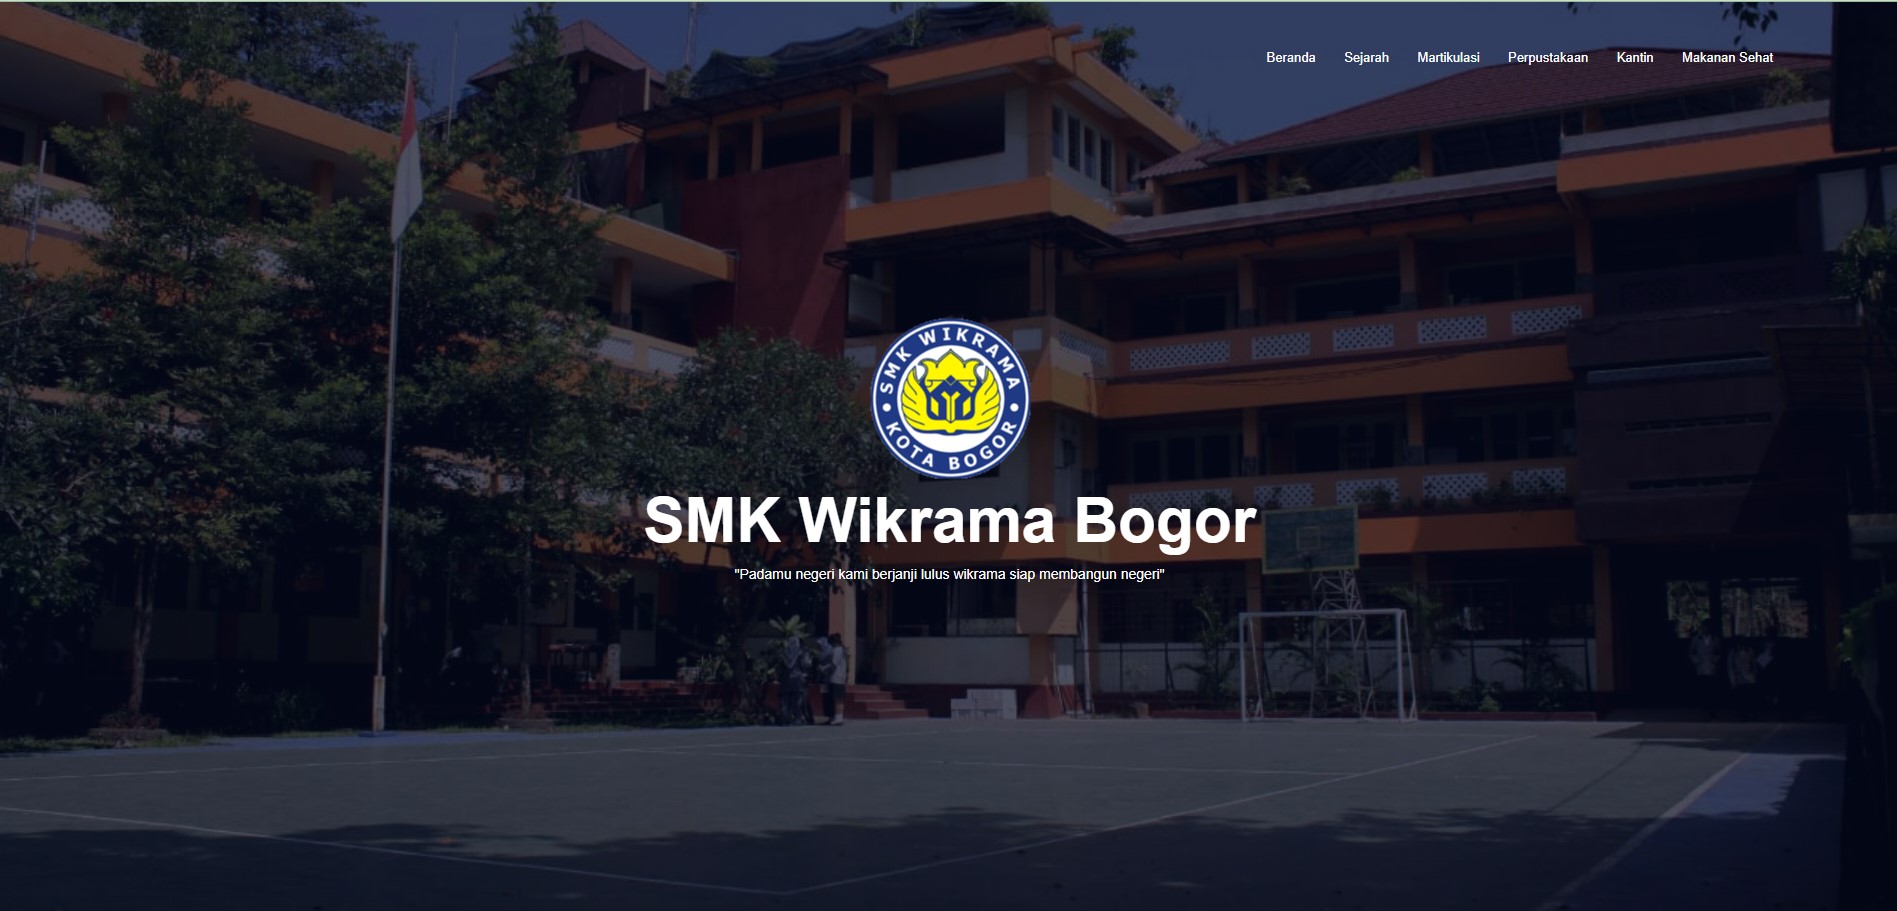 Beranda Sejarah Martikulasi Perpustakaan Kantin Makanan Sehat
SMK WIKRAMA
KOTA BOGOR
SMK Wikrama Bogor
"Padamu negeri kami berjanji lulus wikrama siap membangun negeri"